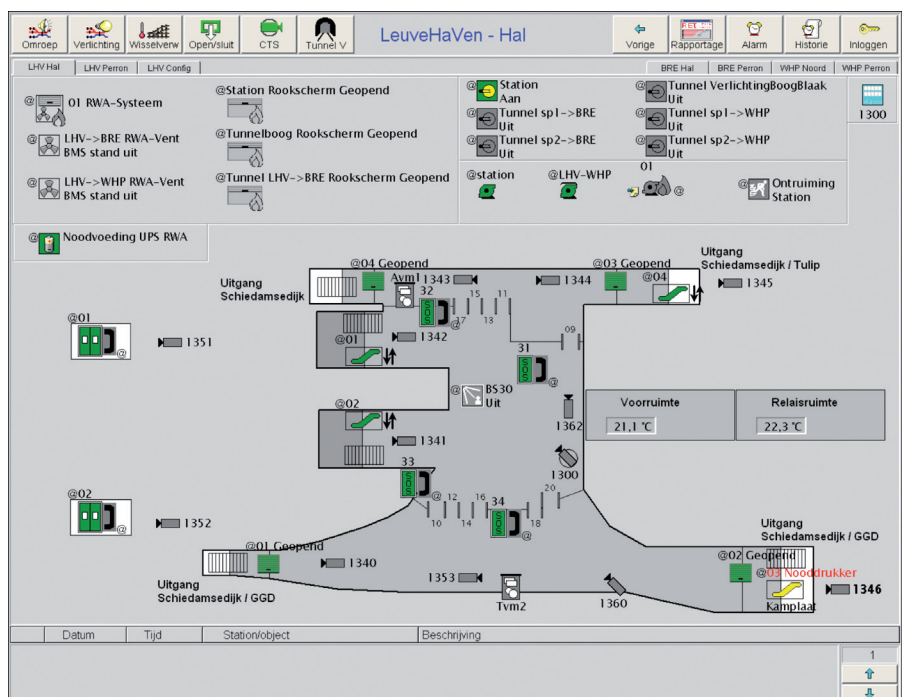 LeuveHaVen - Hal
Omroep
Verlichting
Wisselverw
Open/sluit
CTS
Tunnel V
Vorige
Rapportage
Alarm
Historie
Inloggen
LHV Hal
LHV Perron
LHV Config
BRE Hal
BRE Perron
WHP Noord
WHP Perron
@ 01 RWA-Systeem
@ LHV->BRE RWA-Vent
BMS stand uit
@ LHV->WHP RWA-Vent
BMS stand uit
@Station Rookscherm Geopend
@Tunnelboog Rookscherm Geopend
@Tunnel LHV->BRE Rookscherm Geopend
@ Station
Aan
@ Tunnel sp1->BRE
Uit
@ Tunnel sp2->BRE
Uit
@ Tunnel VerlichtingBoogBlaak
Uit
@ Tunnel sp1->WHP
Uit
@ Tunnel sp2->WHP
Uit
1300
@station
@LHV-WHP
01
@
@ Ontruiming
Station
@ Noodvoeding UPS RWA
Uitgang
Schiedamsedijk
@04 Geopend
Avm1
1343
1344
@03 Geopend
@04
Uitgang
Schiedamsedijk / Tulip
1345
32
SOS
@
17
15
13
11
09
@01
@
1351
@01
1342
31
SOS
@
@ BS30
Uit
1362
Voorruimte
21,1 °C
Relaisruimte
22,3 °C
@02
1341
1300
33
SOS
@
10
12
14
16
34
SOS
@
18
20
@02
@
1352
@01 Geopend
1340
Uitgang
Schiedamsedijk / GGD
1353
Tvm2
1360
Uitgang
Schiedamsedijk / GGD
@02 Geopend
@03 Nooddrukker
Kamplaat
1346
Datum
Tijd
Station/object
Beschrijving
1